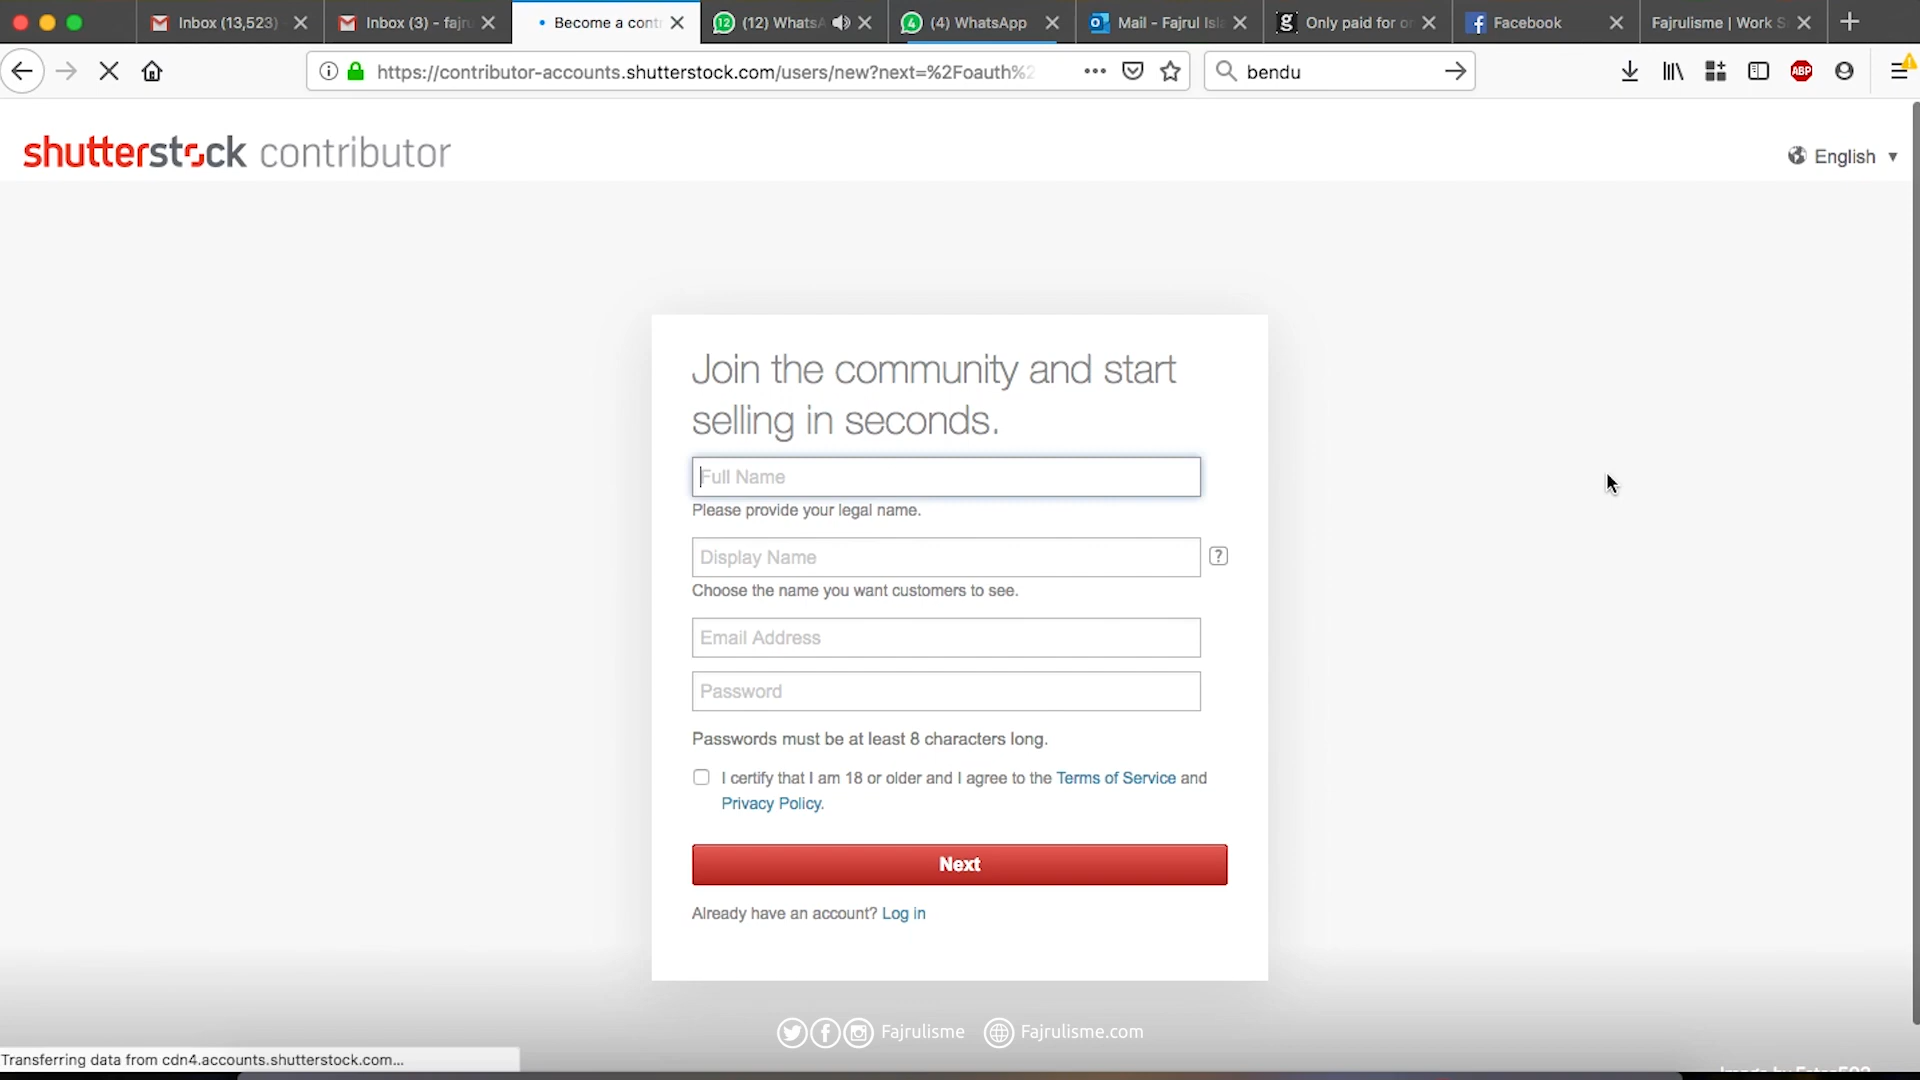 Inbox (13,523)
Inbox (3) - fajru
Become a cont
(12) WhatsA
(4) WhatsApp
Mail - Fajrul Isla
Only paid for or
Facebook
Fajrulisme | Work S
https://contributor-accounts.shutterstock.com/users/new?next=%2Foauth%2
bendu
ABP
shutterstock contributor
English
Join the community and start
selling in seconds.
Full Name
Please provide your legal name.
Display Name
?
Choose the name you want customers to see.
Email Address
Password
Passwords must be at least 8 characters long.
I certify that I am 18 or older and I agree to the Terms of Service and
Privacy Policy.
Next
Already have an account? Log in
Fajrulisme Fajrulisme.com
Transferring data from cdn4.accounts.shutterstock.com...